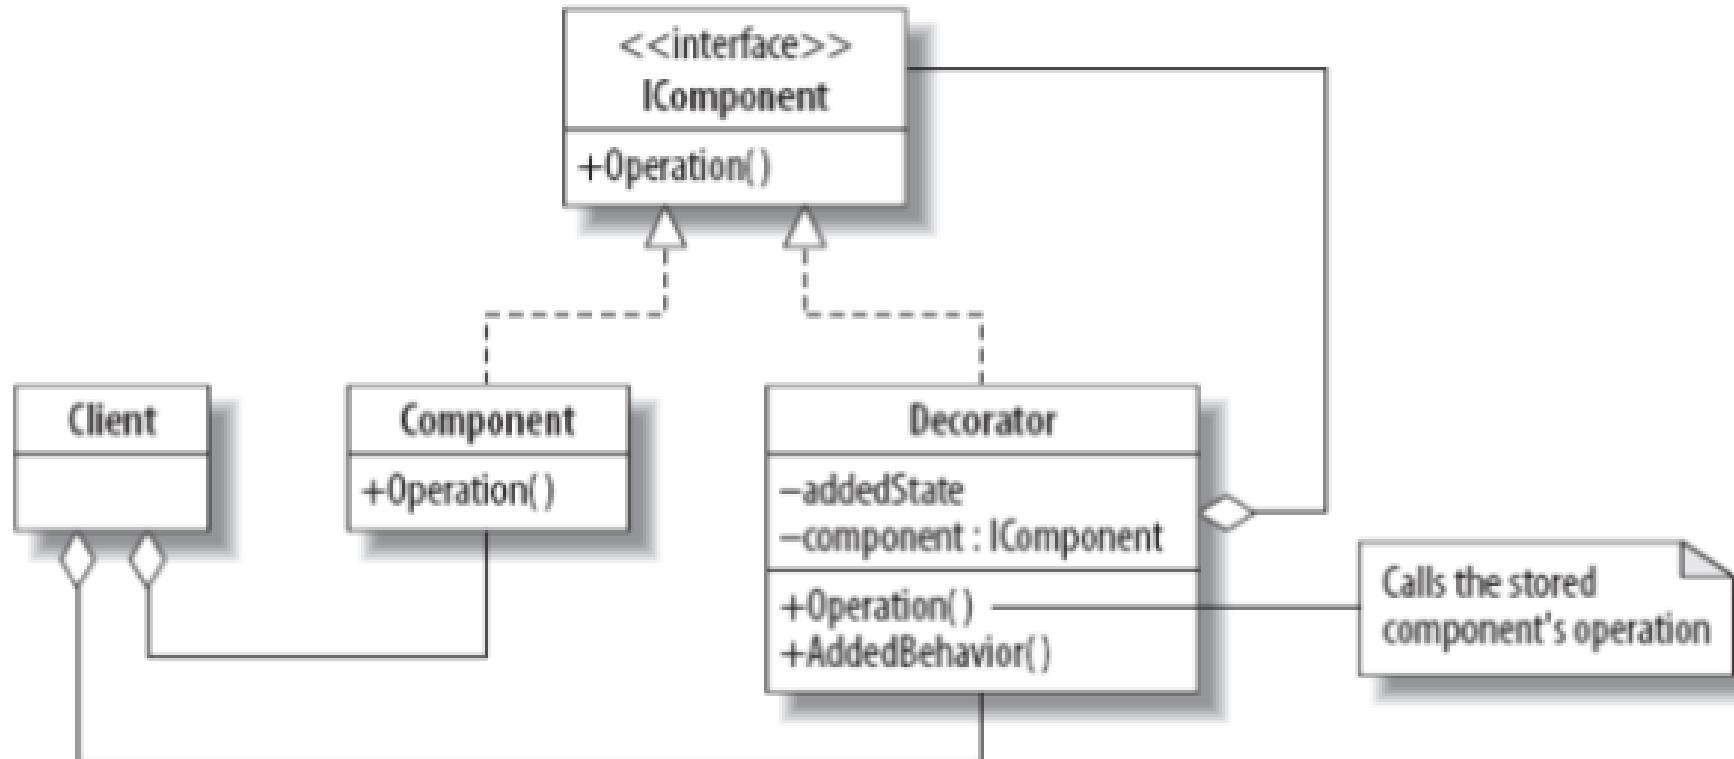 <<interface>>
IComponent
+Operation()
Client
Component
+Operation()
Decorator
–addedState
–component : IComponent
+Operation()
+AddedBehavior()
Calls the stored
component's operation